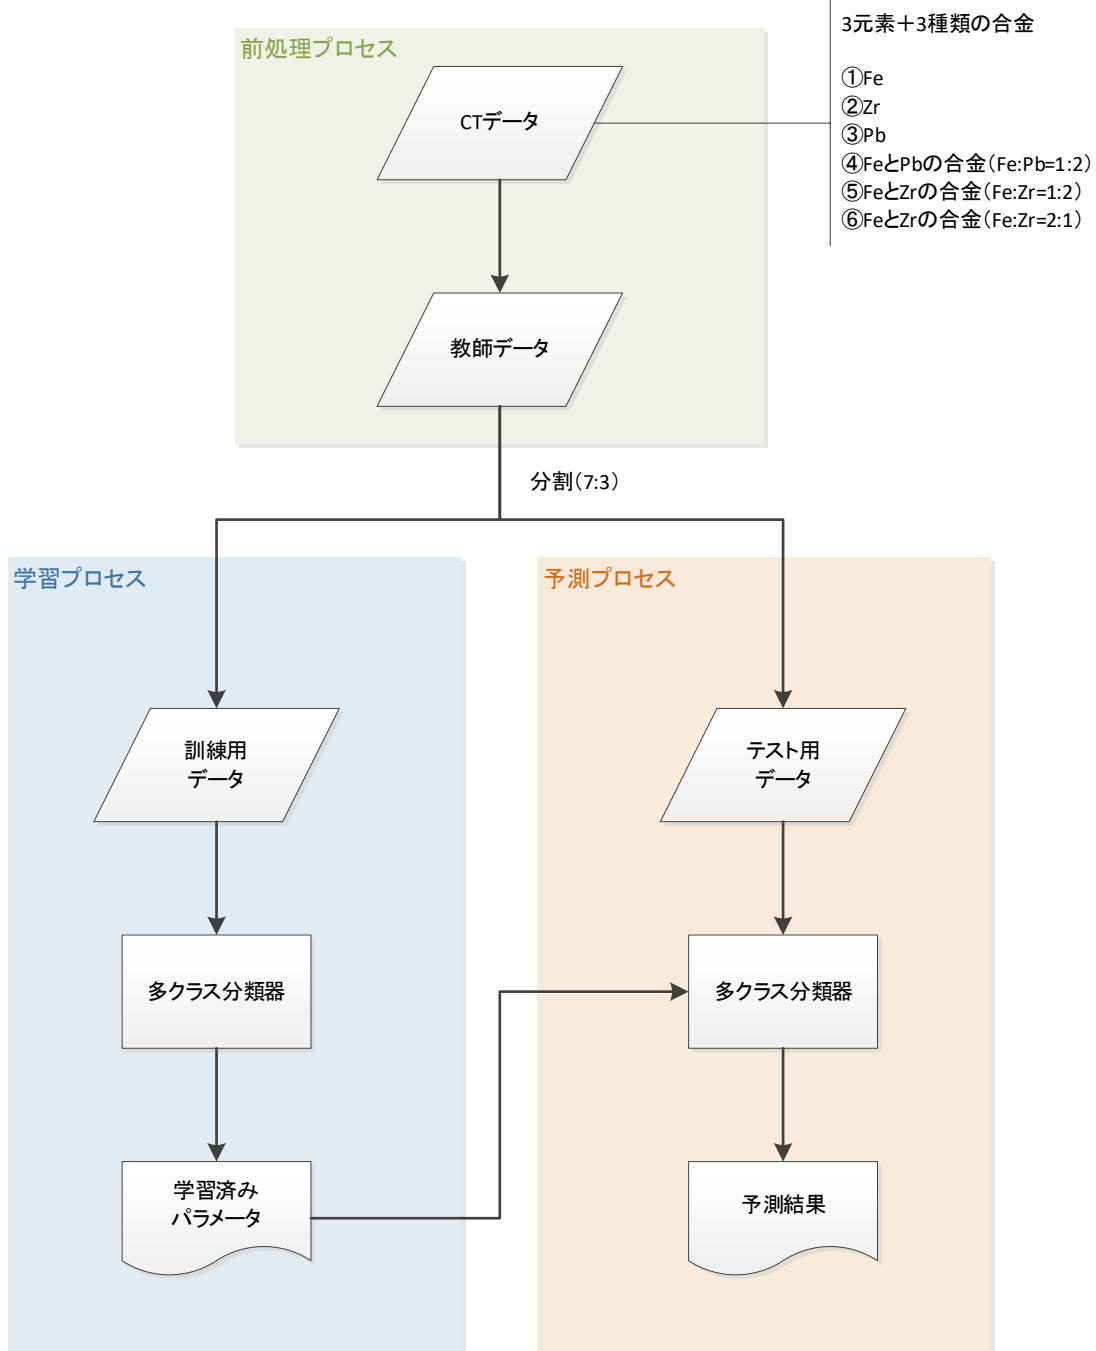 3元素＋3種類の合金
①Fe
②Zr
③Pb
④FeとPbの合金（Fe:Pb=1:2）
⑤FeとZrの合金（Fe:Zr=1:2）
⑥FeとZrの合金（Fe:Zr=2:1）
前処理プロセス
CTデータ
教師データ
分割（7:3）
学習プロセス
訓練用
データ
多クラス分類器
学習済み
パラメータ
予測プロセス
テスト用
データ
多クラス分類器
予測結果